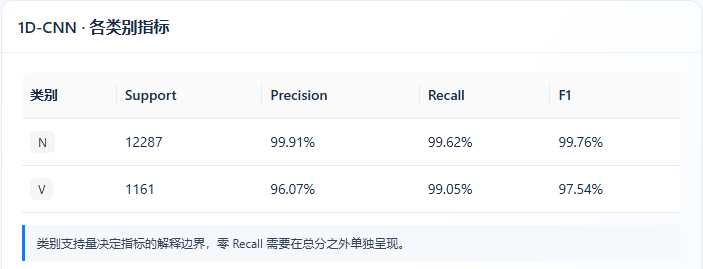 1D-CNN · 各类别指标
类别 Support Precision Recall F1
N 12287 99.91% 99.62% 99.76%
V 1161 96.07% 99.05% 97.54%
类别支持量决定指标的解释边界，零 Recall 需要在总分之外单独呈现。